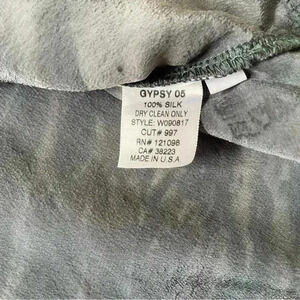 GYPSY 05
100% SILK
DRY CLEAN ONLY
STYLE: W090817
CUT# 997
RN# 121098
CA# 38223
MADE IN U.S.A.